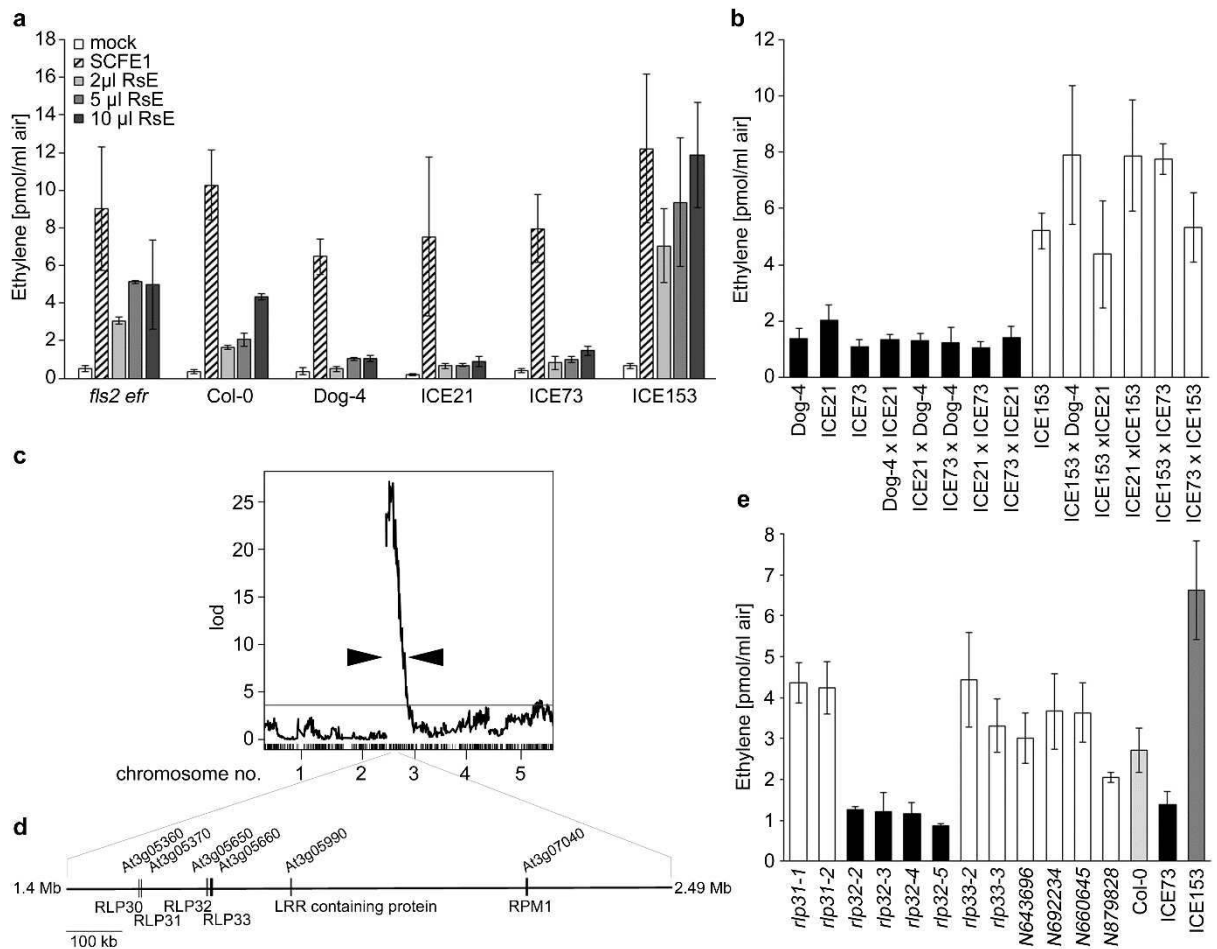 a
Ethylene [pmol/ml air]
18
16
14
12
10
8
6
4
2
0
mock
SCFE1
2µl RsE
5 µl RsE
10 µl RsE
fls2 efr
Col-0
Dog-4
ICE21
ICE73
ICE153
b
Ethylene [pmol/ml air]
12
10
8
6
4
2
0
Dog-4
ICE21
ICE73
Dog-4 x ICE21
ICE21 x Dog-4
ICE73 x Dog-4
ICE21 x ICE73
ICE73 x ICE21
ICE153
ICE153 x Dog-4
ICE153 xICE21
ICE21 xICE153
ICE153 x ICE73
ICE73 x ICE153
c
lod
25
20
15
10
5
0
chromosome no.
1
2
3
4
5
d
At3g05360
At3g05370
At3g05650
At3g05660
At3g05990
At3g07040
1.4 Mb
2.49 Mb
RLP30
RLP31
RLP32
RLP33
LRR containing protein
RPM1
100 kb
e
Ethylene [pmol/ml air]
8
7
6
5
4
3
2
1
0
rlp31-1
rlp31-2
rlp32-2
rlp32-3
rlp32-4
rlp32-5
rlp33-2
rlp33-3
N643696
N692234
N660645
N879828
Col-0
ICE73
ICE153